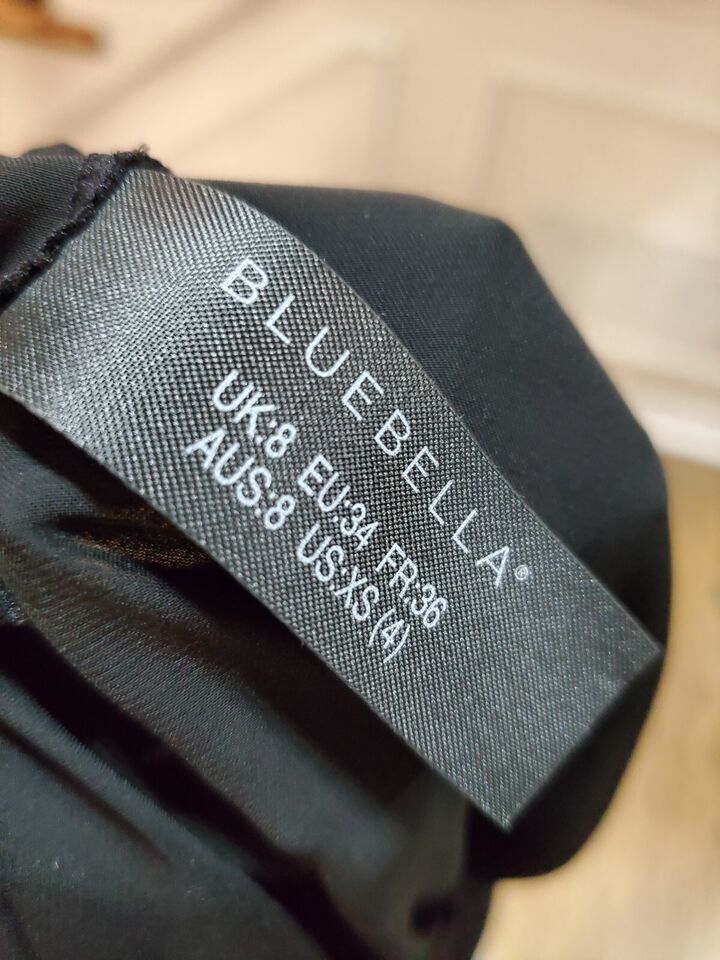 BLUEBELLA®
UK:8 EU:34 FR:36
AUS:8 US:XS (4)